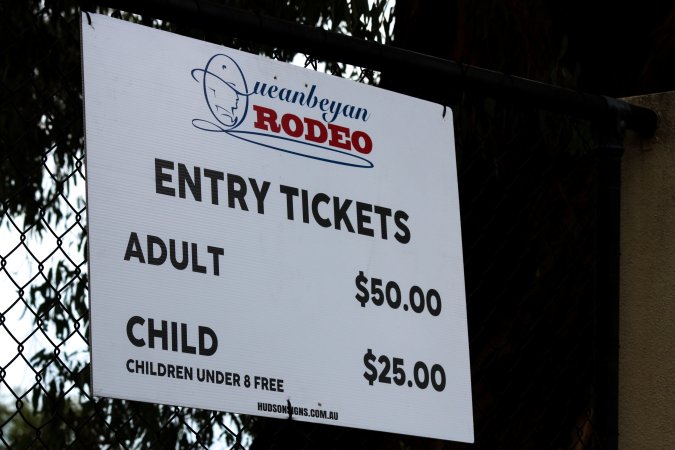 Queanbeyan
RODEO
ENTRY TICKETS
ADULT
$50.00
CHILD
$25.00
CHILDREN UNDER 8 FREE
HUDSONSIGNS.COM.AU